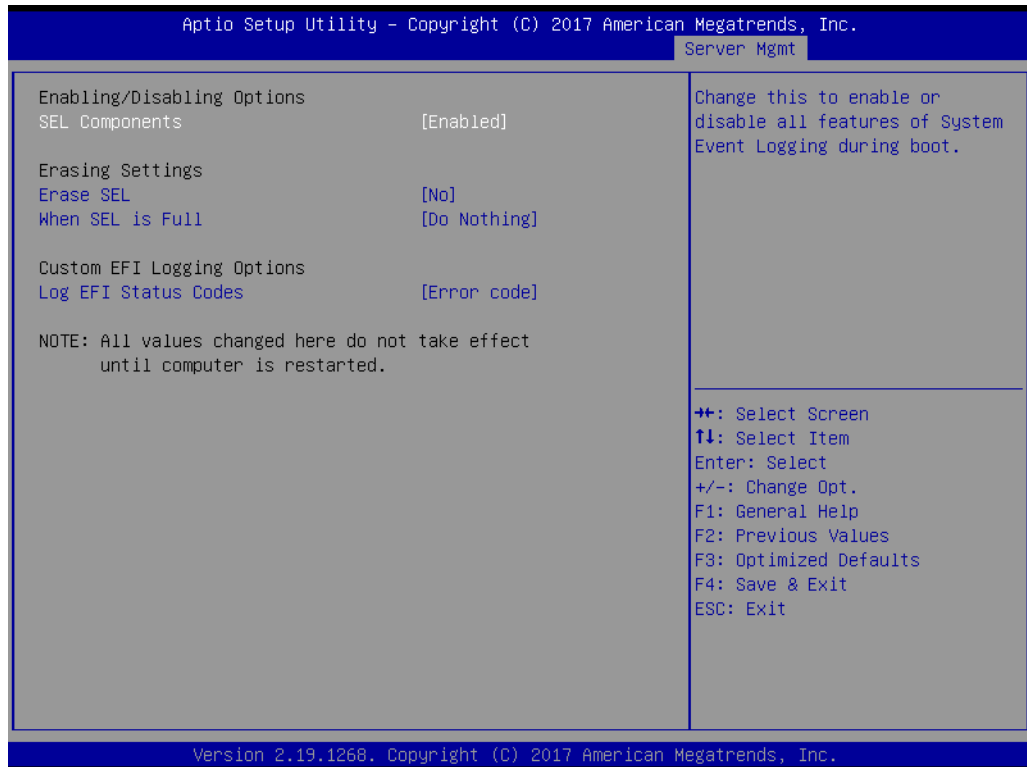 Aptio Setup Utility – Copyright (C) 2017 American Megatrends, Inc.
Server Mgmt
Enabling/Disabling Options
SEL Components [Enabled]
Erasing Settings
Erase SEL [No]
When SEL is Full [Do Nothing]
Custom EFI Logging Options
Log EFI Status Codes [Error code]
NOTE: All values changed here do not take effect
until computer is restarted.
Change this to enable or
disable all features of System
Event Logging during boot.
→←: Select Screen
↑↓: Select Item
Enter: Select
+/-: Change Opt.
F1: General Help
F2: Previous Values
F3: Optimized Defaults
F4: Save & Exit
ESC: Exit
Version 2.19.1268. Copyright (C) 2017 American Megatrends, Inc.